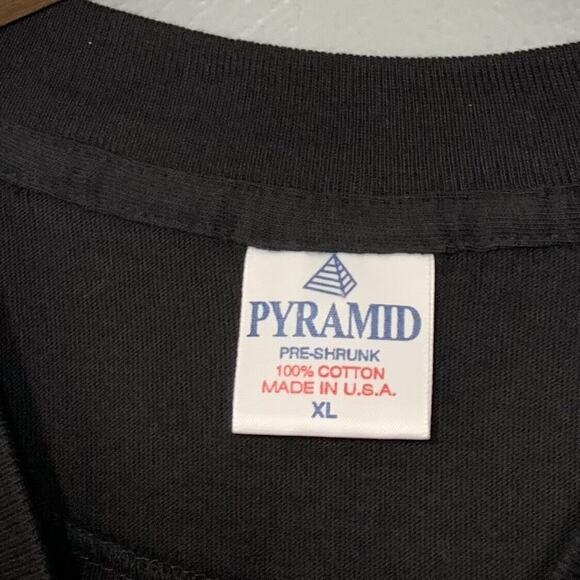 PYRAMID
PRE-SHRUNK
100% COTTON
MADE IN U.S.A.
XL